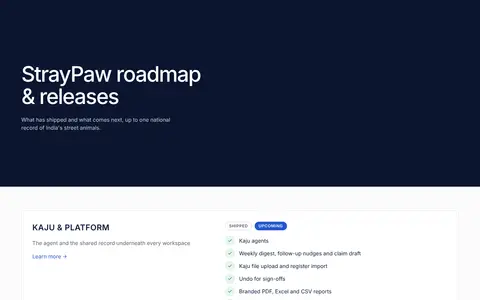 StrayPaw roadmap
& releases
What has shipped and what comes next, up to one national
record of India's street animals.
KAJU & PLATFORM
The agent and the shared record underneath every workspace
Learn more →
SHIPPED
UPCOMING
Kaju agents
Weekly digest, follow-up nudges and claim draft
Kaju file upload and register import
Undo for sign-offs
Branded PDF, Excel and CSV reports